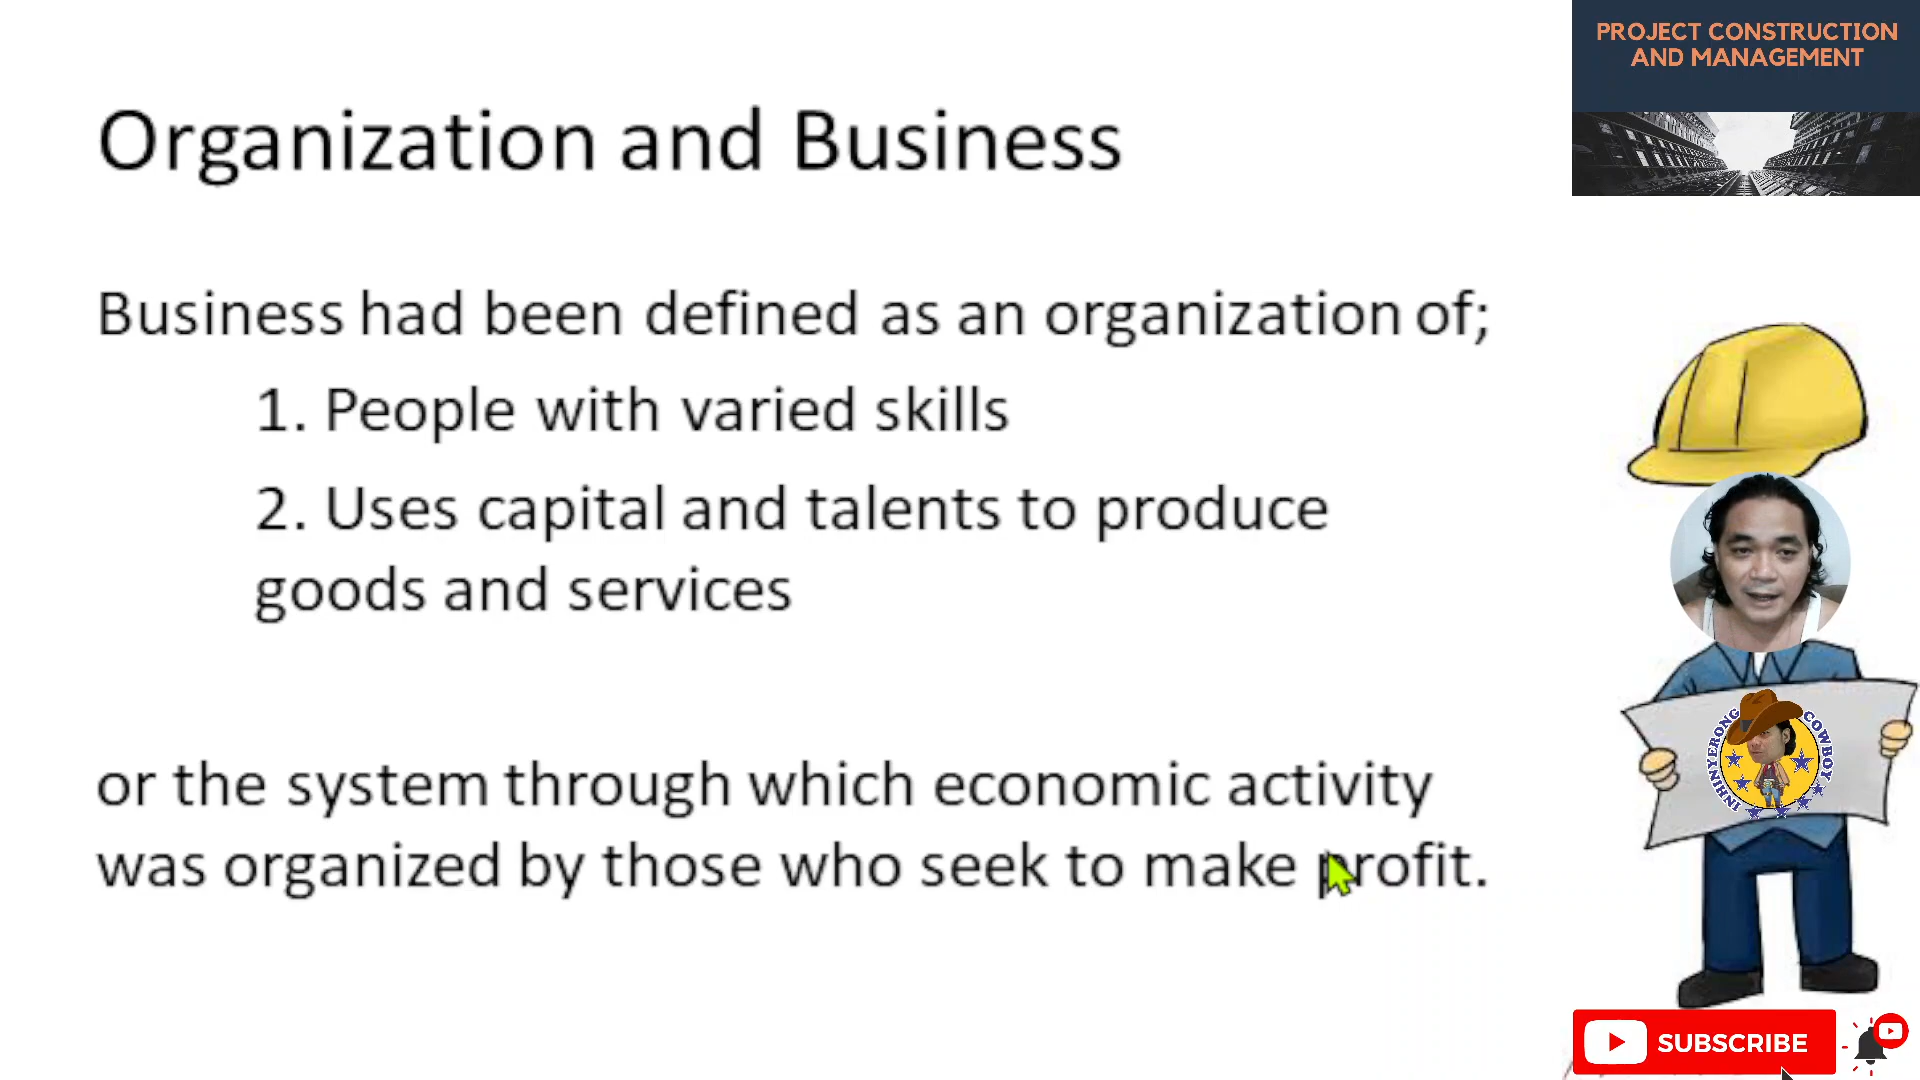 PROJECT CONSTRUCTION
AND MANAGEMENT
Organization and Business
Business had been defined as an organization of;
1. People with varied skills
2. Uses capital and talents to produce
goods and services
or the system through which economic activity
was organized by those who seek to make profit.
INHINYERONG COWBOY
SUBSCRIBE